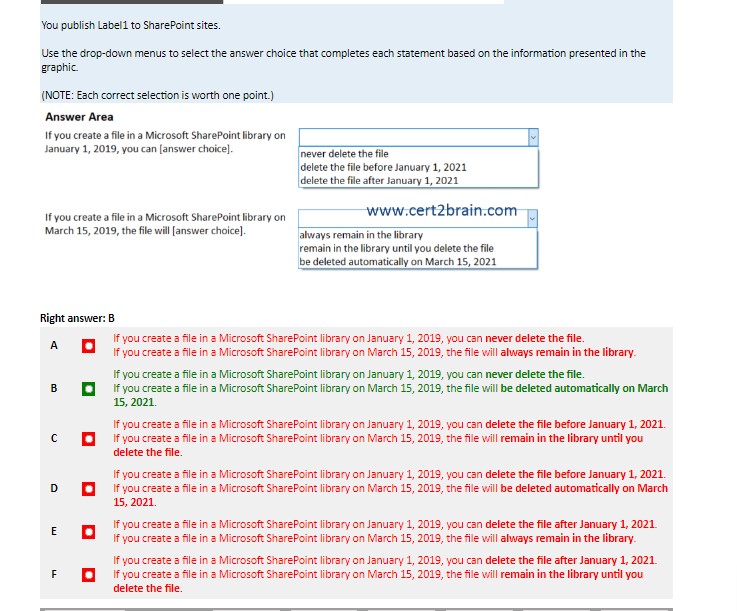 You publish Label1 to SharePoint sites.
Use the drop-down menus to select the answer choice that completes each statement based on the information presented in the
graphic.
(NOTE: Each correct selection is worth one point.)
Answer Area
If you create a file in a Microsoft SharePoint library on
January 1, 2019, you can [answer choice].
never delete the file
delete the file before January 1, 2021
delete the file after January 1, 2021
www.cert2brain.com
If you create a file in a Microsoft SharePoint library on
March 15, 2019, the file will [answer choice].
always remain in the library
remain in the library until you delete the file
be deleted automatically on March 15, 2021
Right answer: B
A
If you create a file in a Microsoft SharePoint library on January 1, 2019, you can never delete the file.
If you create a file in a Microsoft SharePoint library on March 15, 2019, the file will always remain in the library.
B
If you create a file in a Microsoft SharePoint library on January 1, 2019, you can never delete the file.
If you create a file in a Microsoft SharePoint library on March 15, 2019, the file will be deleted automatically on March
15, 2021.
C
If you create a file in a Microsoft SharePoint library on January 1, 2019, you can delete the file before January 1, 2021.
If you create a file in a Microsoft SharePoint library on March 15, 2019, the file will remain in the library until you
delete the file.
D
If you create a file in a Microsoft SharePoint library on January 1, 2019, you can delete the file before January 1, 2021.
If you create a file in a Microsoft SharePoint library on March 15, 2019, the file will be deleted automatically on March
15, 2021.
E
If you create a file in a Microsoft SharePoint library on January 1, 2019, you can delete the file after January 1, 2021.
If you create a file in a Microsoft SharePoint library on March 15, 2019, the file will always remain in the library.
F
If you create a file in a Microsoft SharePoint library on January 1, 2019, you can delete the file after January 1, 2021.
If you create a file in a Microsoft SharePoint library on March 15, 2019, the file will remain in the library until you
delete the file.